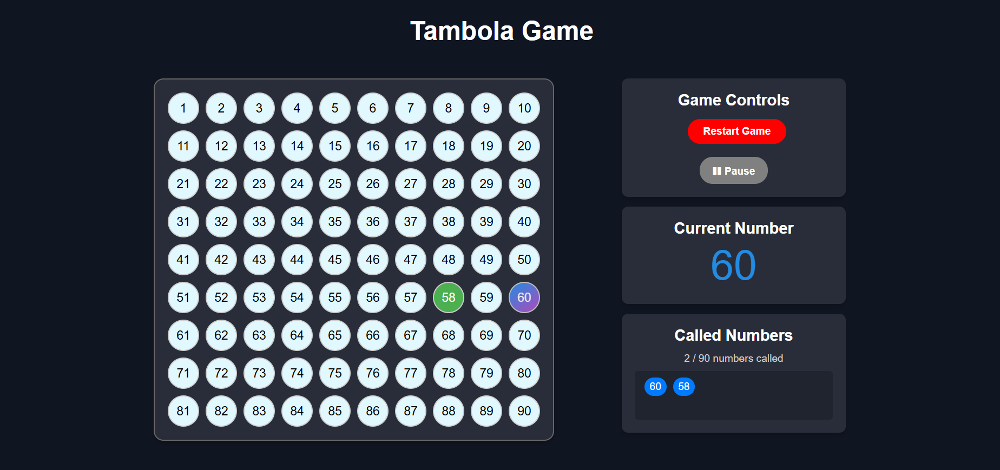 Tambola Game
1 2 3 4 5 6 7 8 9 10
11 12 13 14 15 16 17 18 19 20
21 22 23 24 25 26 27 28 29 30
31 32 33 34 35 36 37 38 39 40
41 42 43 44 45 46 47 48 49 50
51 52 53 54 55 56 57 58 59 60
61 62 63 64 65 66 67 68 69 70
71 72 73 74 75 76 77 78 79 80
81 82 83 84 85 86 87 88 89 90
Game Controls
Restart Game
Pause
Current Number
60
Called Numbers
2 / 90 numbers called
60 58